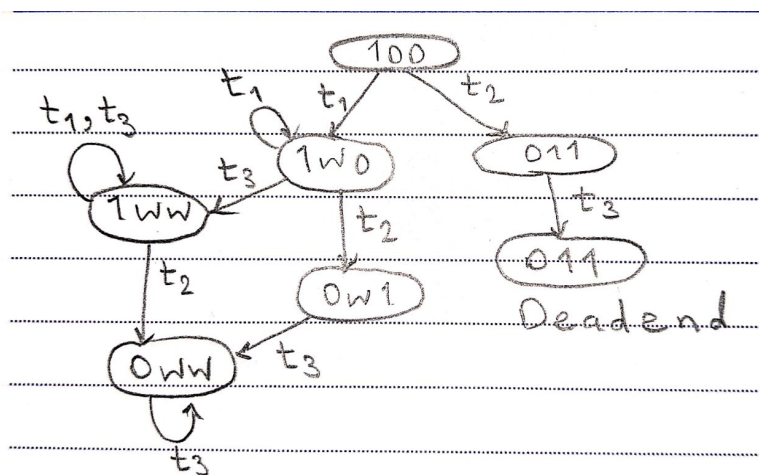 100
t1 t1 t2
t1, t3
1w0 011
t3 t3
1ww
t2 011
t2 0w1
Deadend
0ww t3
t3